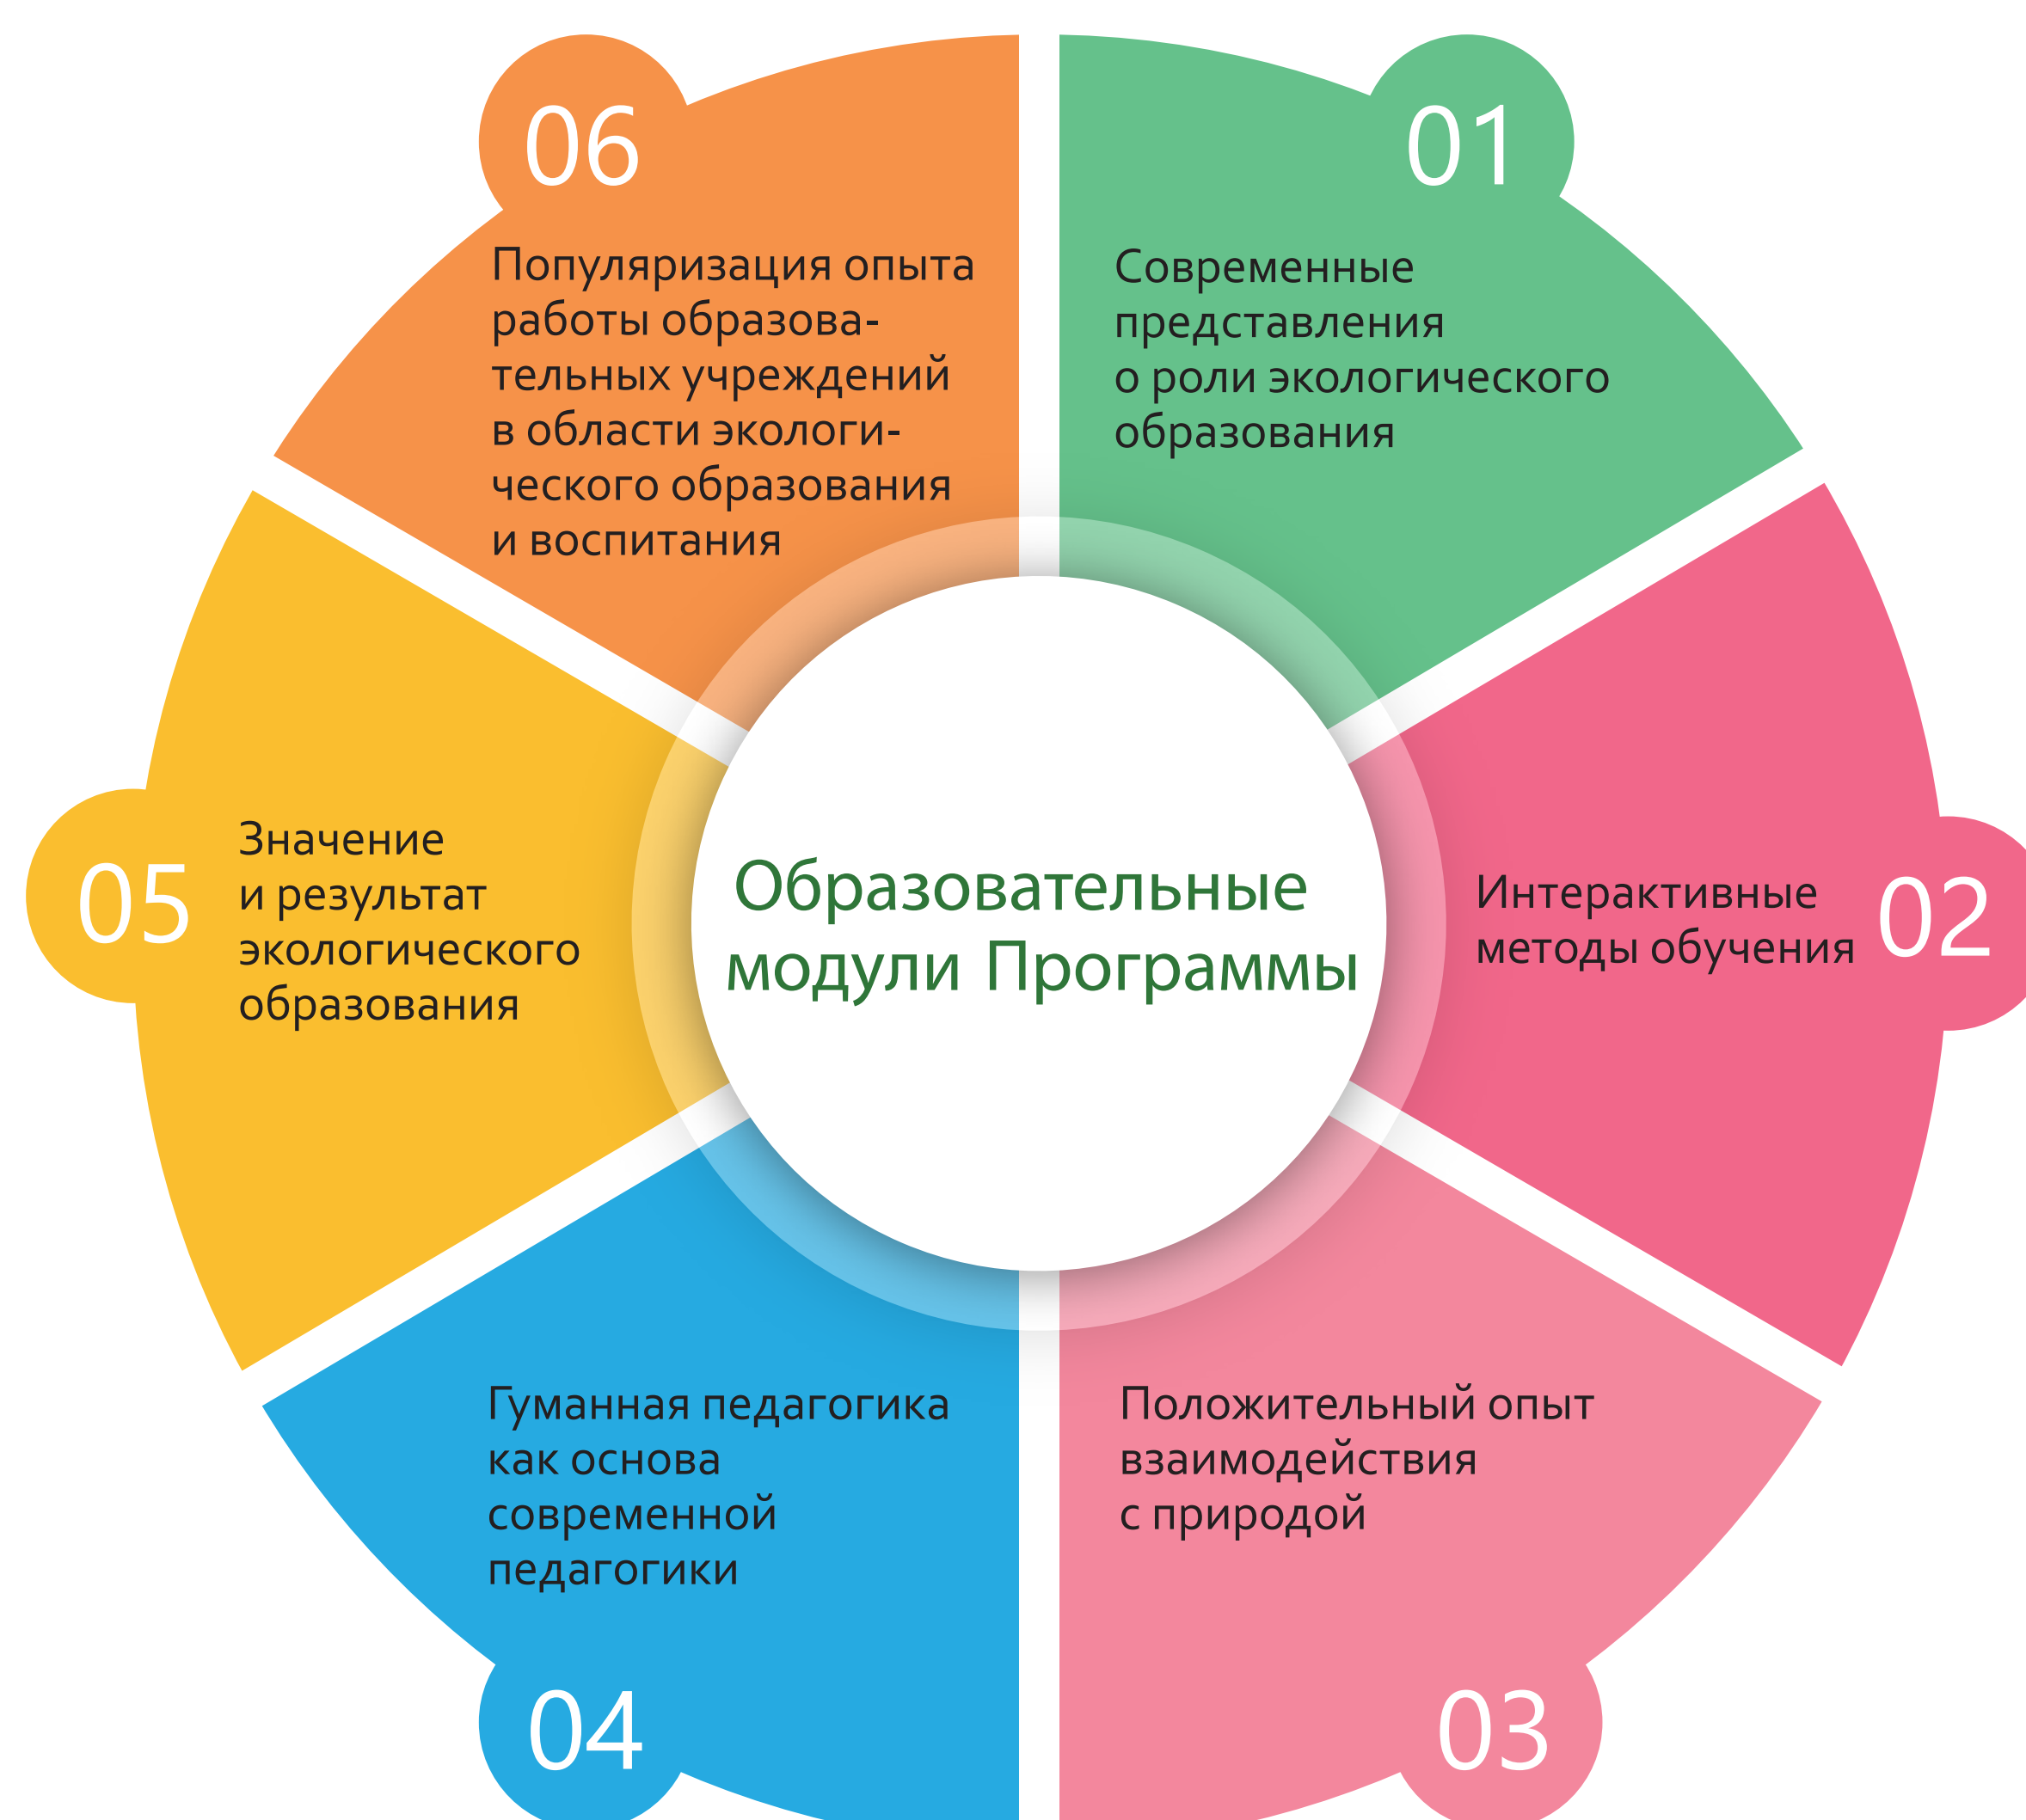 Образовательные
модули Программы
01
Современные
представления
о роли экологического
образования
02
Интерактивные
методы обучения
03
Положительный опыт
взаимодействия
с природой
04
Гуманная педагогика
как основа
современной
педагогики
05
Значение
и результат
экологического
образования
06
Популяризация опыта
работы образова-
тельных учреждений
в области экологи-
ческого образования
и воспитания